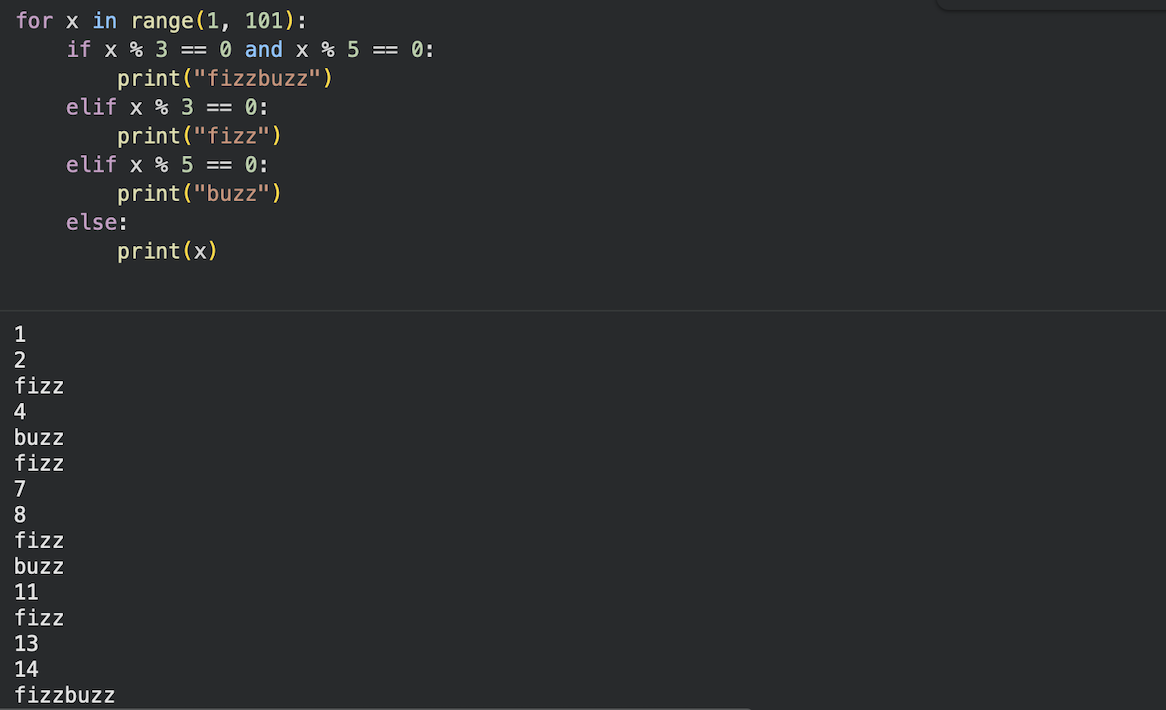 for x in range(1, 101):
    if x % 3 == 0 and x % 5 == 0:
        print("fizzbuzz")
    elif x % 3 == 0:
        print("fizz")
    elif x % 5 == 0:
        print("buzz")
    else:
        print(x)
1
2
fizz
4
buzz
fizz
7
8
fizz
buzz
11
fizz
13
14
fizzbuzz